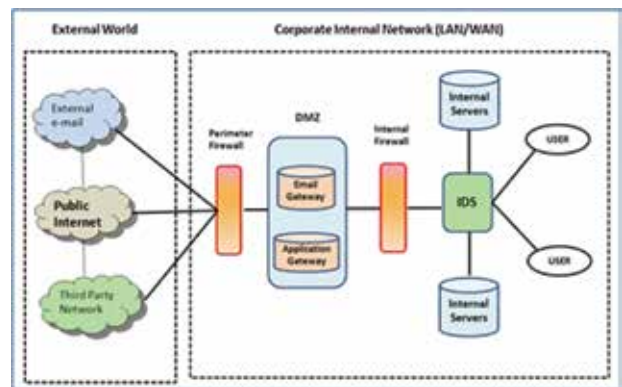 External World
Corporate Internal Network (LAN/WAN)
External
e-mail
Public
Internet
Third Party
Network
Perimeter
Firewall
DMZ
Email
Gateway
Application
Gateway
Internal
Firewall
Internal
Servers
IDS
Internal
Servers
USER
USER